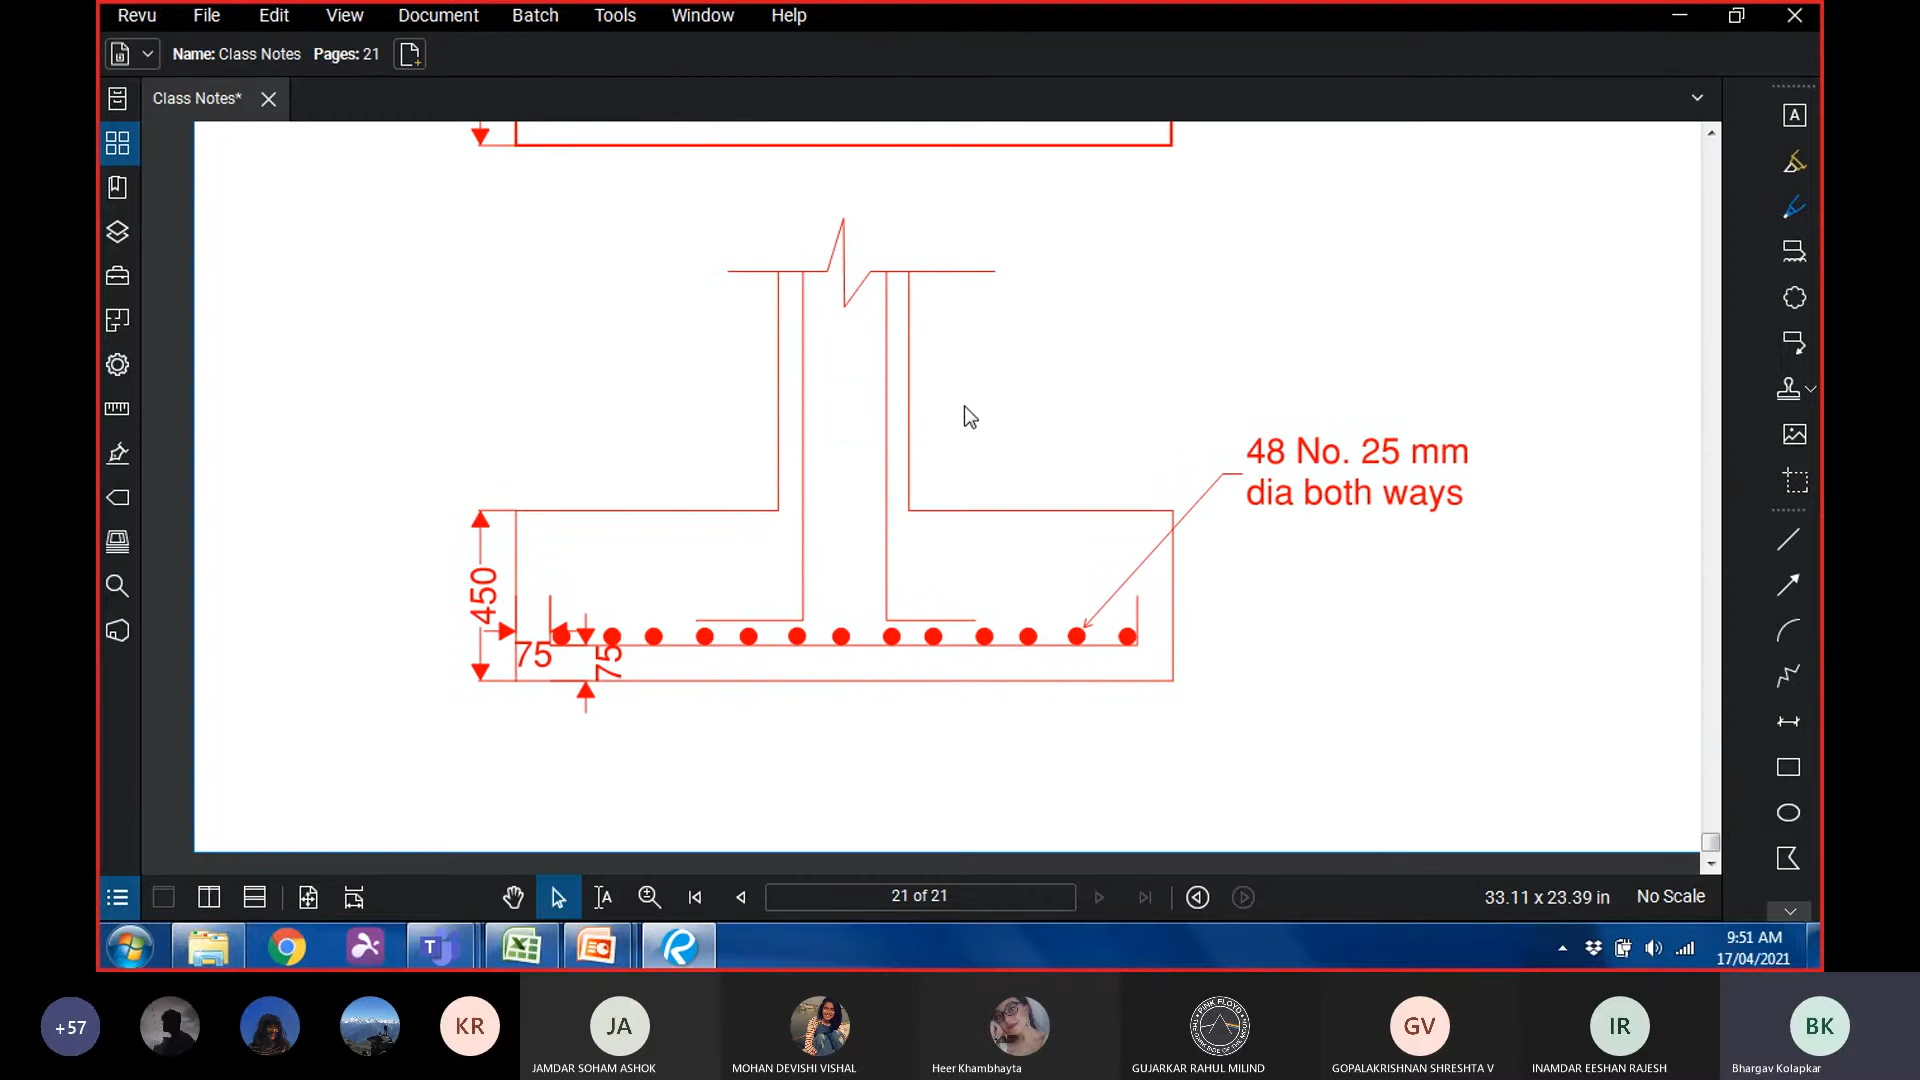 Revu File Edit View Document Batch Tools Window Help
Name: Class Notes Pages: 21
Class Notes*
48 No. 25 mm
dia both ways
450
75
75
21 of 21
33.11 x 23.39 in No Scale
9:51 AM
17/04/2021
+57
KR
JA
GV
IR
BK
PINK FLOYD
JAMDAR SOHAM ASHOK
MOHAN DEVISHI VISHAL
Heer Khambhayta
GUJARKAR RAHUL MILIND
GOPALAKRISHNAN SHRESHTA V
INAMDAR EESHAN RAJESH
Bhargav Kolapkar